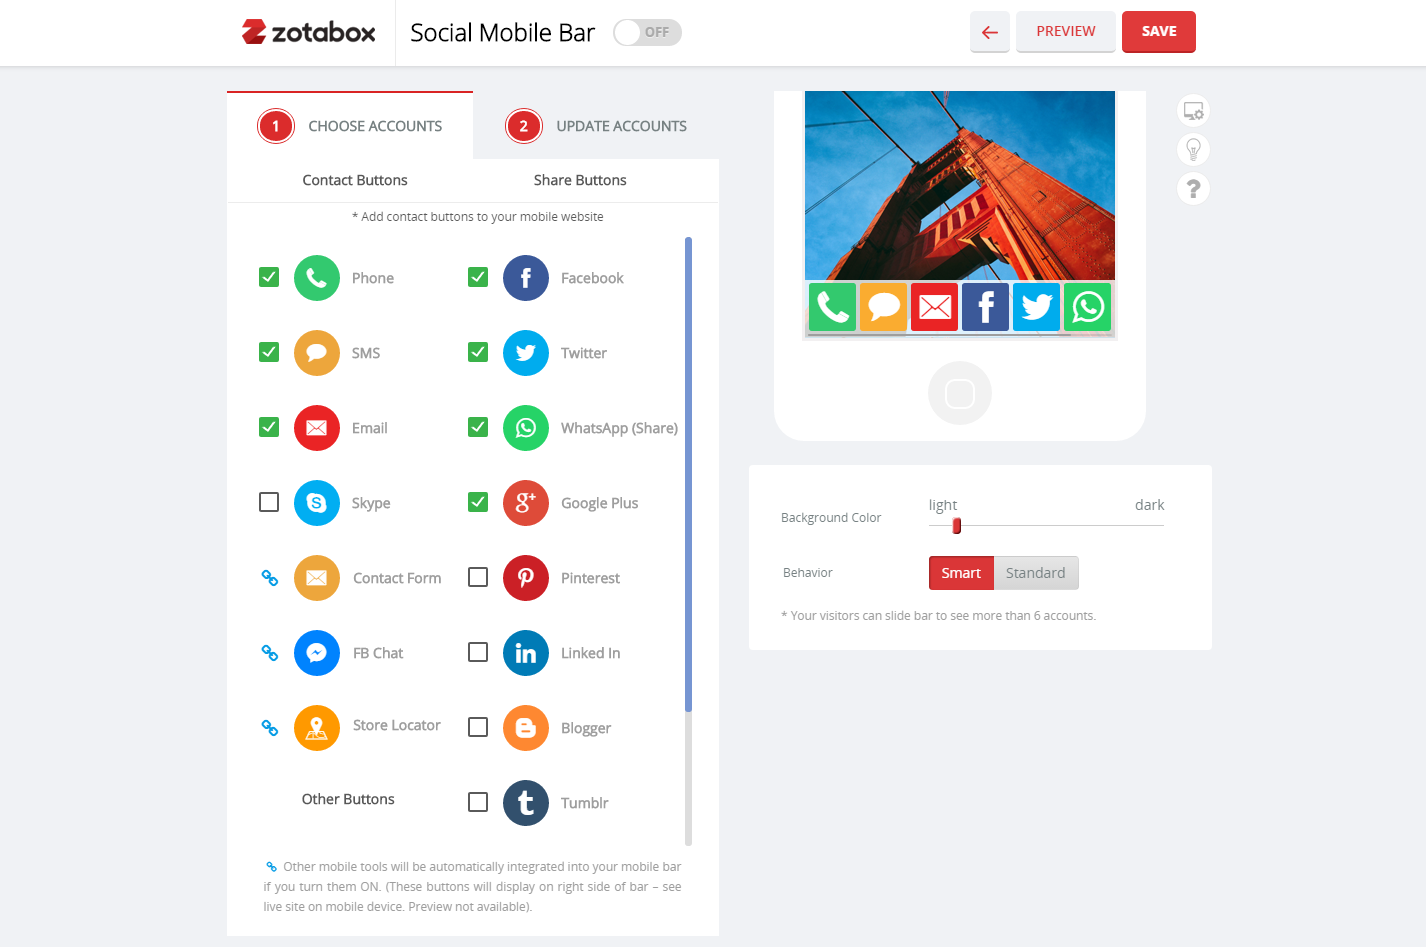 zotabox
Social Mobile Bar
OFF
PREVIEW
SAVE
1
CHOOSE ACCOUNTS
2
UPDATE ACCOUNTS
Contact Buttons
Share Buttons
* Add contact buttons to your mobile website
Phone
Facebook
SMS
Twitter
Email
WhatsApp (Share)
Skype
Google Plus
Contact Form
Pinterest
FB Chat
Linked In
Store Locator
Blogger
Other Buttons
Tumblr
Other mobile tools will be automatically integrated into your mobile bar
if you turn them ON. (These buttons will display on right side of bar – see
live site on mobile device. Preview not available).
Background Color
light
dark
Behavior
Smart
Standard
* Your visitors can slide bar to see more than 6 accounts.